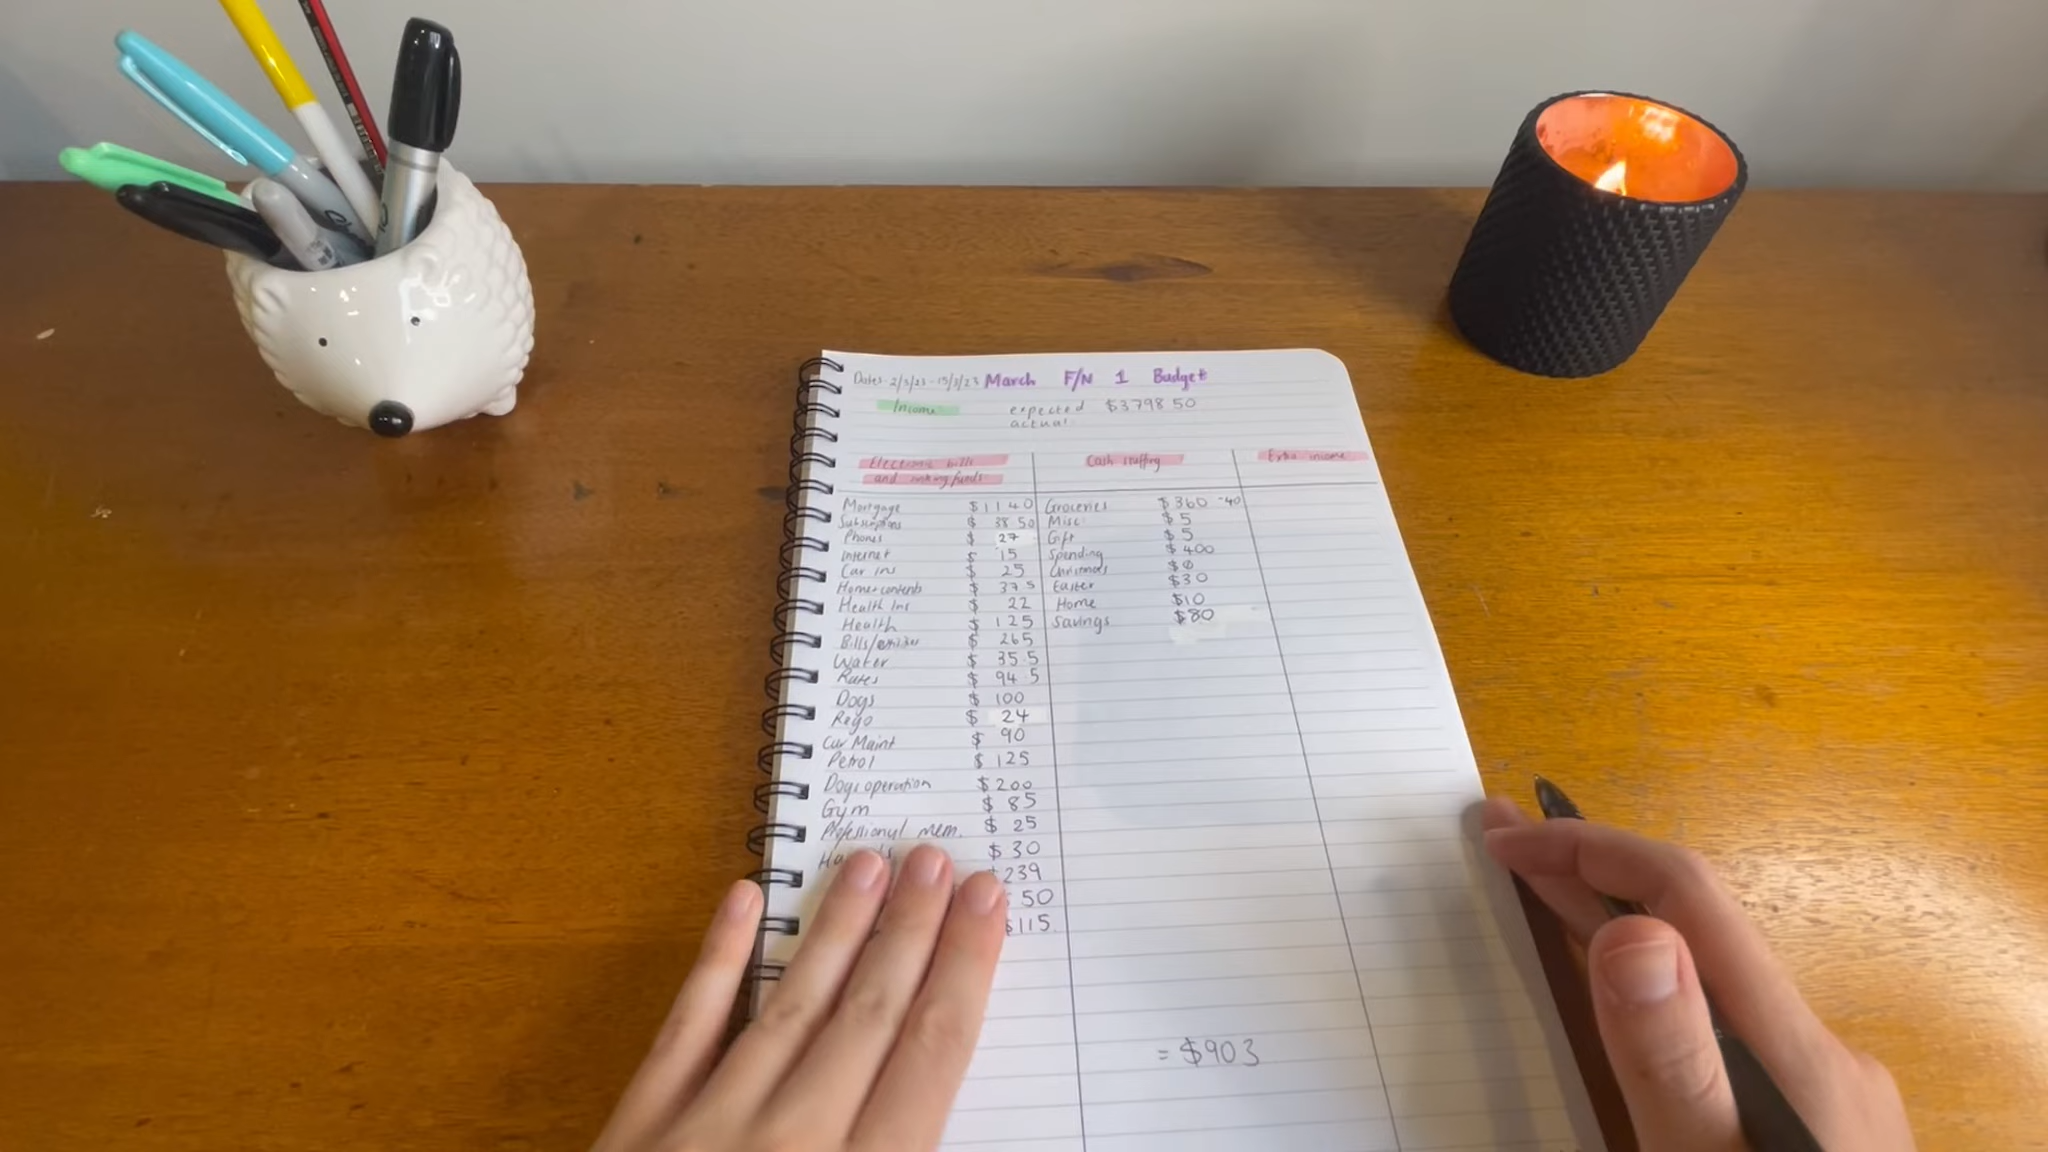 Dates 2/3/23 - 15/3/23 March F/N 1 Budget
Income expected $3798.50
actual
Electronic bills Cash stuffing Extra income
and sinking funds
Mortgage $1140 Groceries $360 -40
Subscriptions $ 38.50 Misc. $5
Phones $ 27 Gift $5
Internet $ 15 Spending $400
Car ins $ 25 Christmas $0
Home+contents $ 37.5 Easter $30
Health Ins $ 22 Home $10
Health $ 125 Savings $80
Bills/ $ 265
Water $ 35.5
Rates $ 94.5
Dogs $ 100
Rego $ 24
Car Maint $ 90
Petrol $ 125
Dogs operation $200
Gym $ 85
Professional mem. $ 25
$ 30
$239
$ 50
$115
= $903